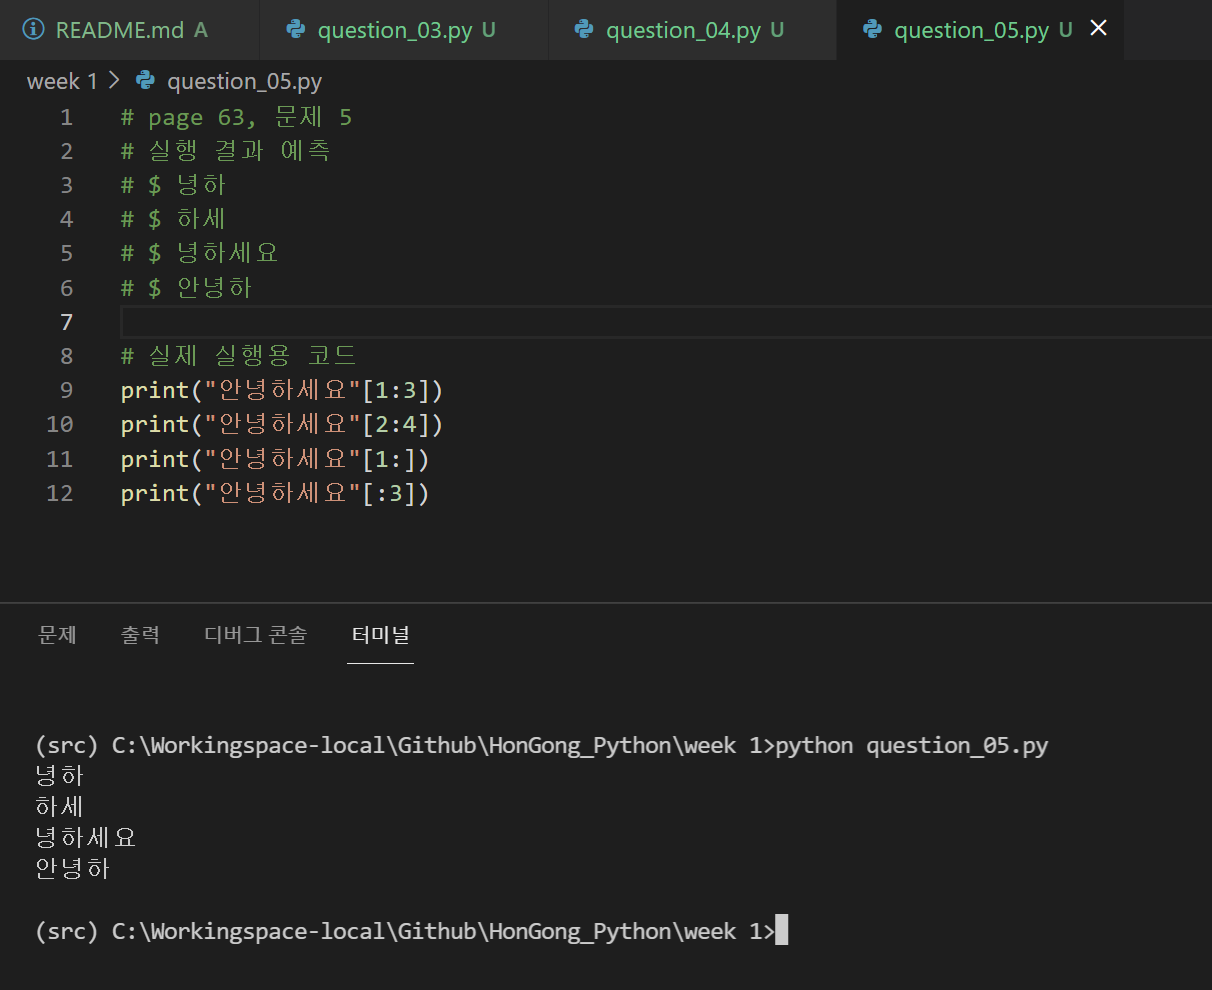 README.md A
question_03.py U
question_04.py U
question_05.py U
week 1 > question_05.py
1 # page 63, 문제 5
2 # 실행 결과 예측
3 # $ 녕하
4 # $ 하세
5 # $ 녕하세요
6 # $ 안녕하
7
8 # 실제 실행용 코드
9 print("안녕하세요"[1:3])
10 print("안녕하세요"[2:4])
11 print("안녕하세요"[1:])
12 print("안녕하세요"[:3])
문제 출력 디버그 콘솔 터미널
(src) C:\Workingspace-local\Github\HonGong_Python\week 1>python question_05.py
녕하
하세
녕하세요
안녕하
(src) C:\Workingspace-local\Github\HonGong_Python\week 1>